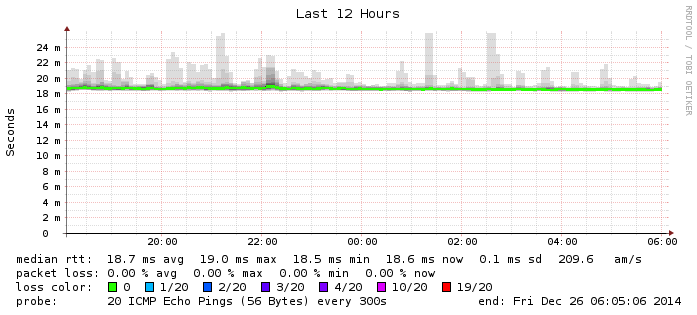 Last 12 Hours
RRDTOOL / TOBI OETIKER
Seconds
24 m
22 m
20 m
18 m
16 m
14 m
12 m
10 m
8 m
6 m
4 m
2 m
0
20:00 22:00 00:00 02:00 04:00 06:00
median rtt: 18.7 ms avg 19.0 ms max 18.5 ms min 18.6 ms now 0.1 ms sd 209.6 am/s
packet loss: 0.00 % avg 0.00 % max 0.00 % min 0.00 % now
loss color: 0 1/20 2/20 3/20 4/20 10/20 19/20
probe: 20 ICMP Echo Pings (56 Bytes) every 300s end: Fri Dec 26 06:05:06 2014